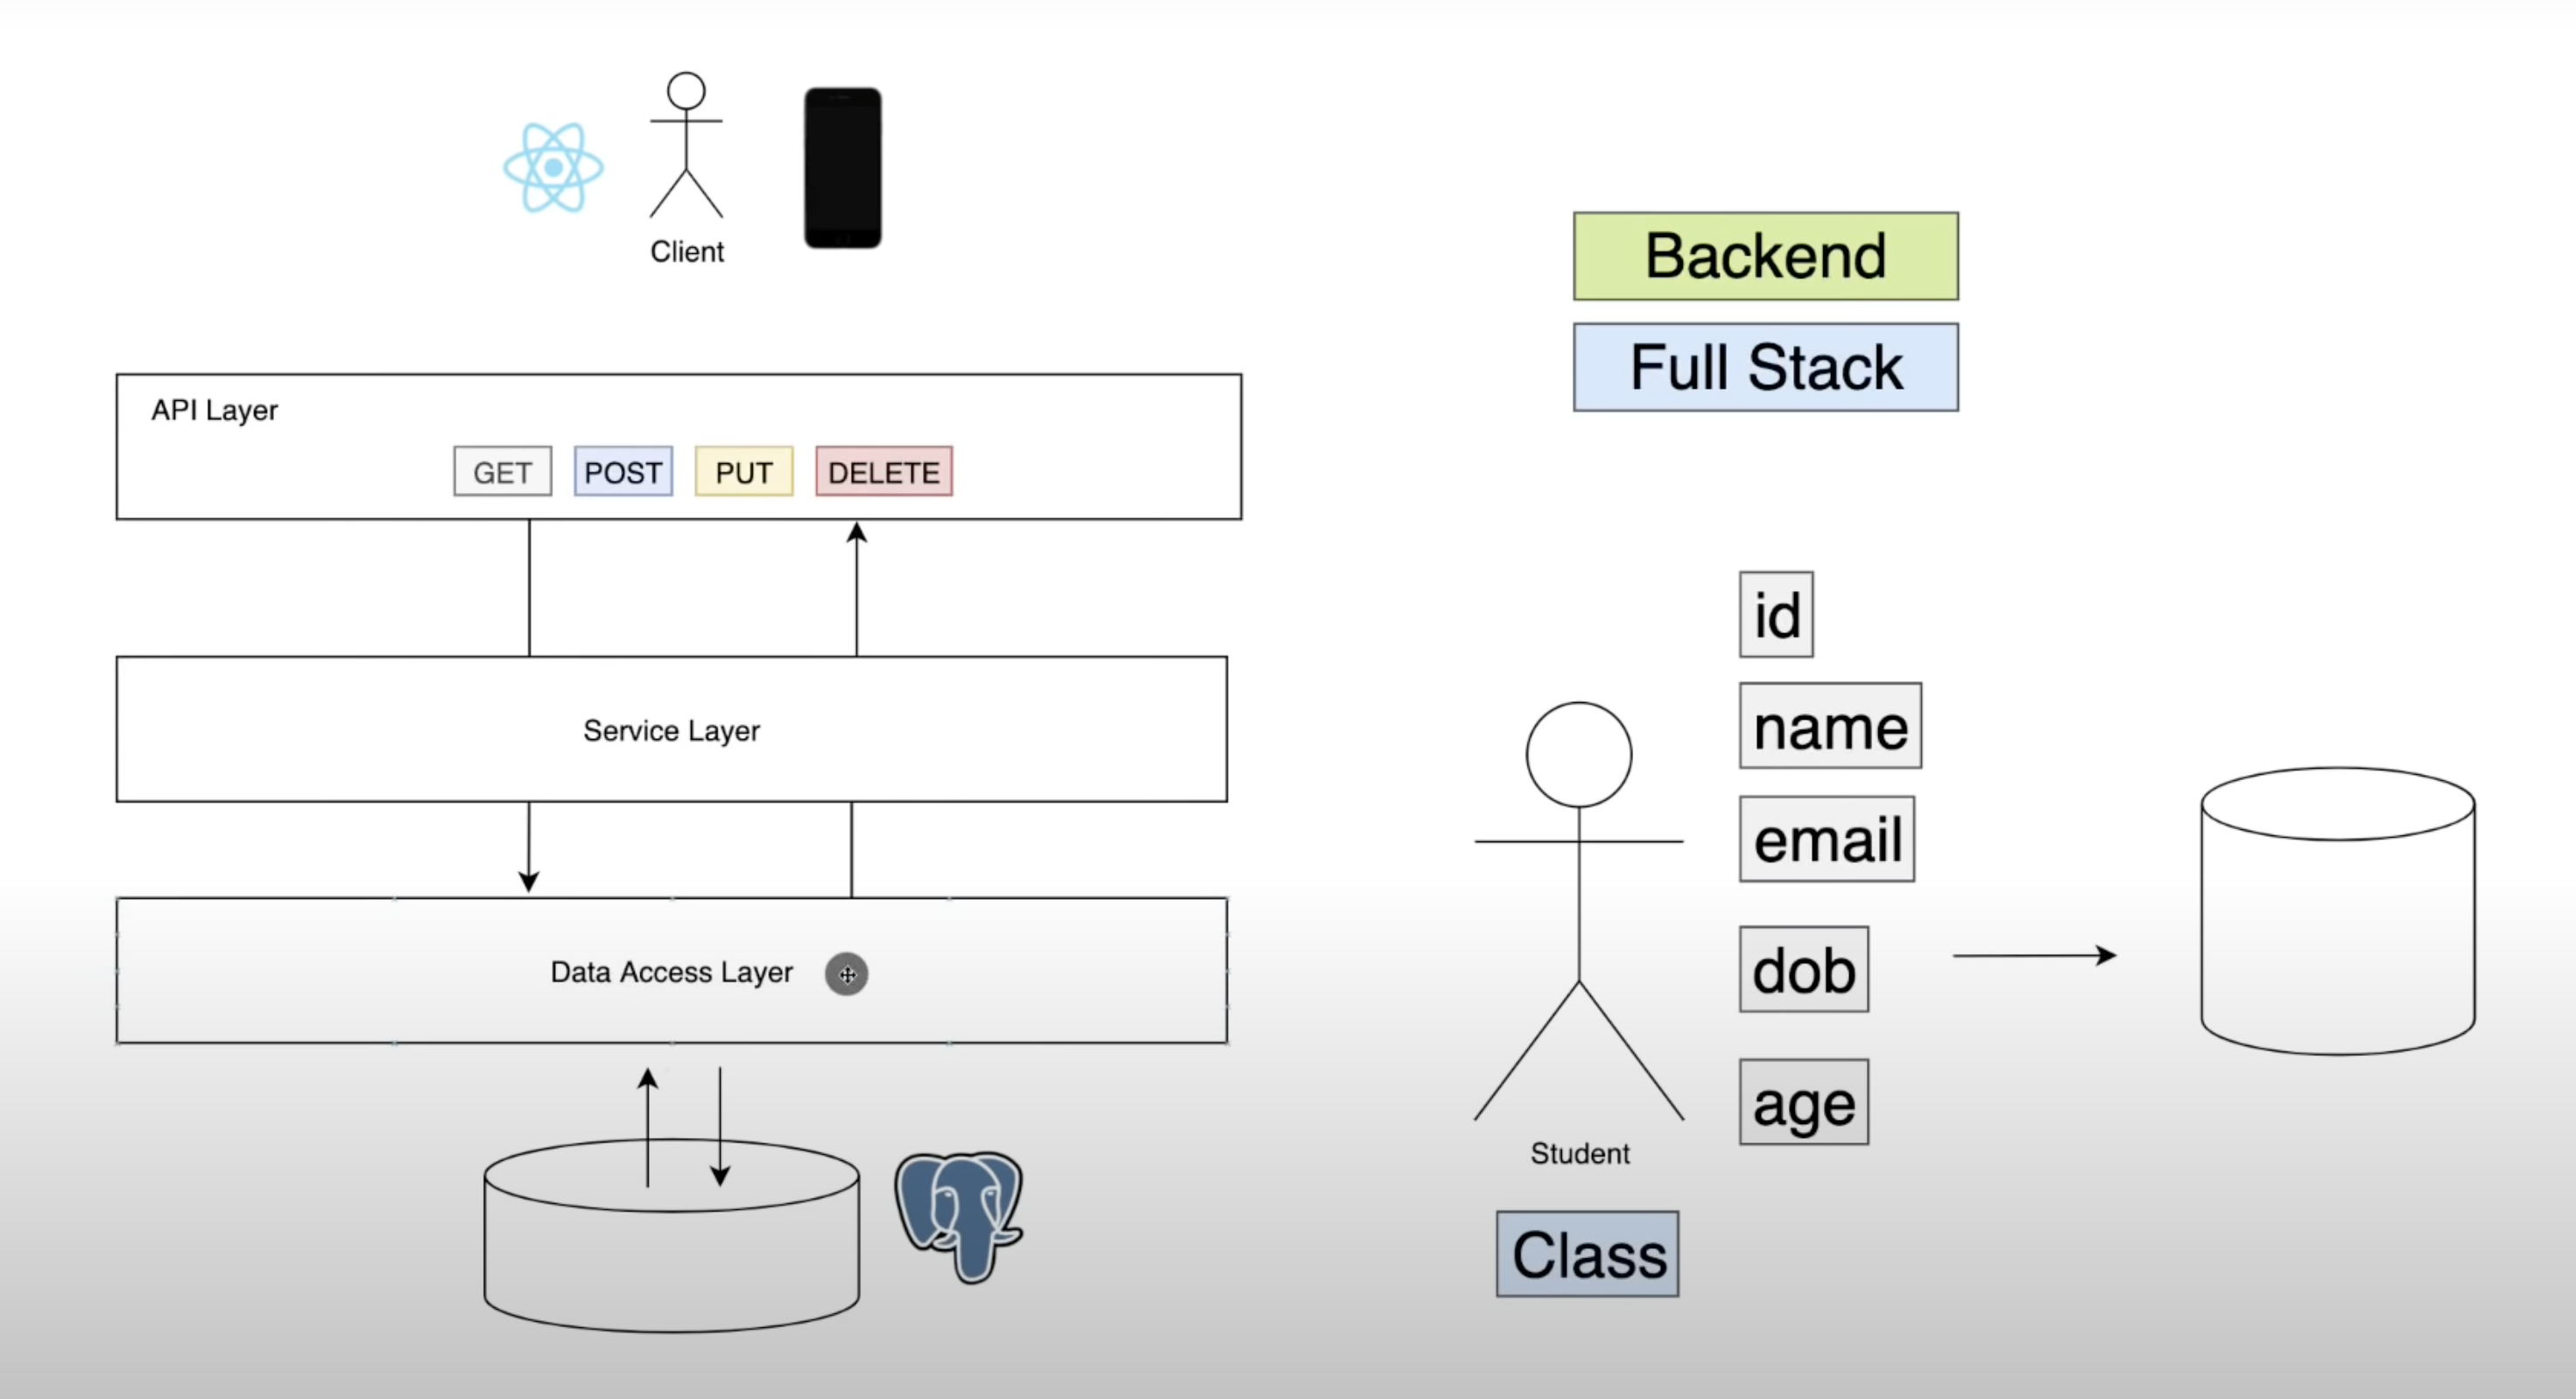 Client
API Layer
GET POST PUT DELETE
Service Layer
Data Access Layer
Backend
Full Stack
id
name
email
dob
age
Student
Class